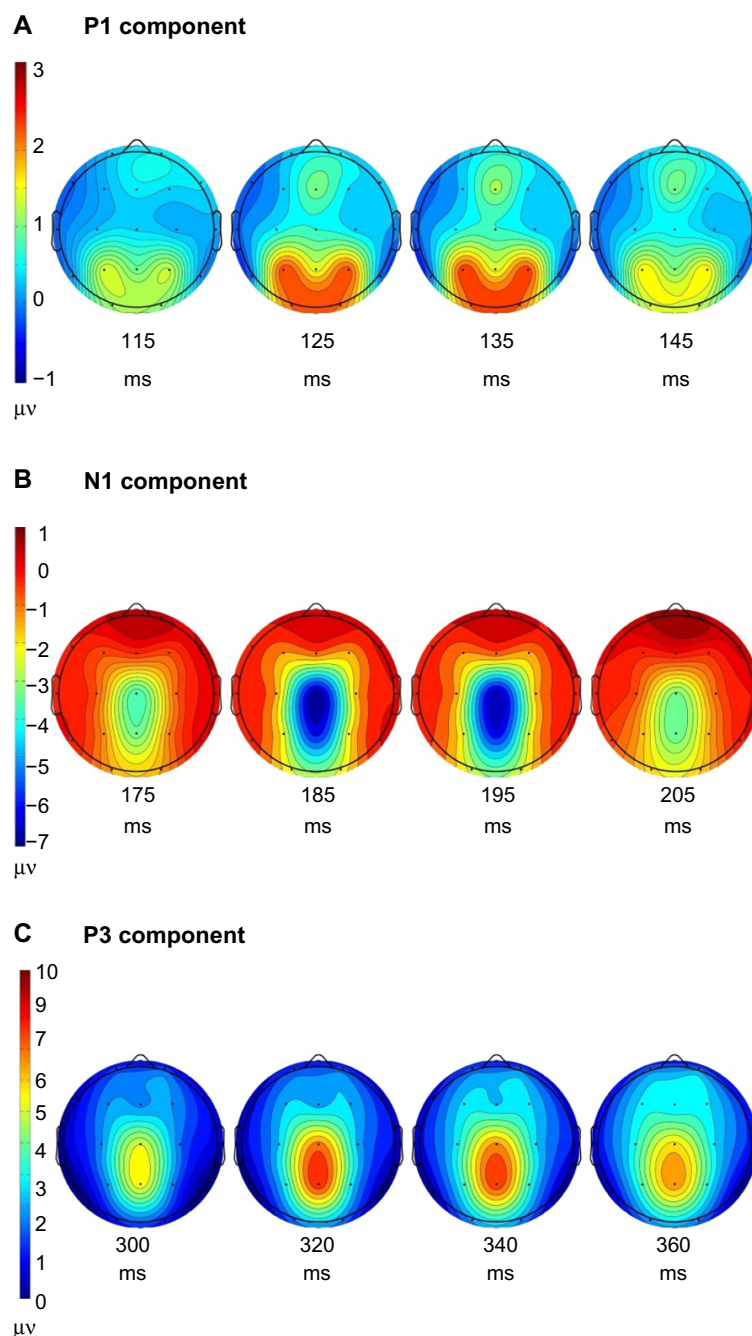 A P1 component
3
2
1
0
−1
μν
115 125 135 145
ms ms ms ms
B N1 component
1
0
−1
−2
−3
−4
−5
−6
−7
μν
175 185 195 205
ms ms ms ms
C P3 component
10
9
7
6
5
4
3
2
1
0
μν
300 320 340 360
ms ms ms ms